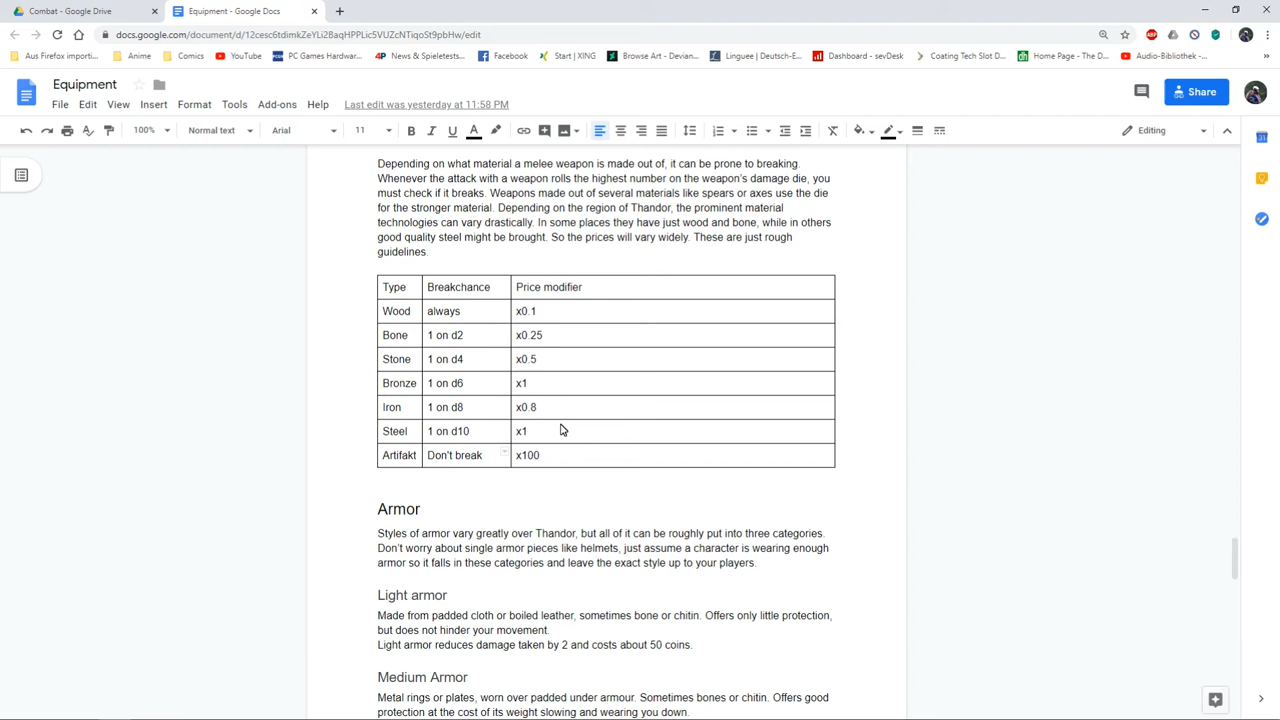 Combat - Google Drive
Equipment - Google Docs
docs.google.com/document/d/12cesc6tdimkZeYLi2BaqHPPLic5VUZcNTiqoSt9pbHw/edit
Aus Firefox importi...
Anime
Comics
YouTube
PC Games Hardwar...
News & Spieletests...
Facebook
Start | XING
Browse Art - Devian...
Linguee | Deutsch-E...
Dashboard - sevDesk
Coating Tech Slot D...
Home Page - The D...
Audio-Bibliothek -...
Equipment
File Edit View Insert Format Tools Add-ons Help Last edit was yesterday at 11:58 PM
Share
100% Normal text Arial 11 B I U A Editing
Depending on what material a melee weapon is made out of, it can be prone to breaking.
Whenever the attack with a weapon rolls the highest number on the weapon's damage die, you
must check if it breaks. Weapons made out of several materials like spears or axes use the die
for the stronger material. Depending on the region of Thandor, the prominent material
technologies can vary drastically. In some places they have just wood and bone, while in others
good quality steel might be brought. So the prices will vary widely. These are just rough
guidelines.
Type Breakchance Price modifier
Wood always x0.1
Bone 1 on d2 x0.25
Stone 1 on d4 x0.5
Bronze 1 on d6 x1
Iron 1 on d8 x0.8
Steel 1 on d10 x1
Artifakt Don't break x100
Armor
Styles of armor vary greatly over Thandor, but all of it can be roughly put into three categories.
Don't worry about single armor pieces like helmets, just assume a character is wearing enough
armor so it falls in these categories and leave the exact style up to your players.
Light armor
Made from padded cloth or boiled leather, sometimes bone or chitin. Offers only little protection,
but does not hinder your movement.
Light armor reduces damage taken by 2 and costs about 50 coins.
Medium Armor
Metal rings or plates, worn over padded under armour. Sometimes bones or chitin. Offers good
protection at the cost of its weight slowing and wearing you down.